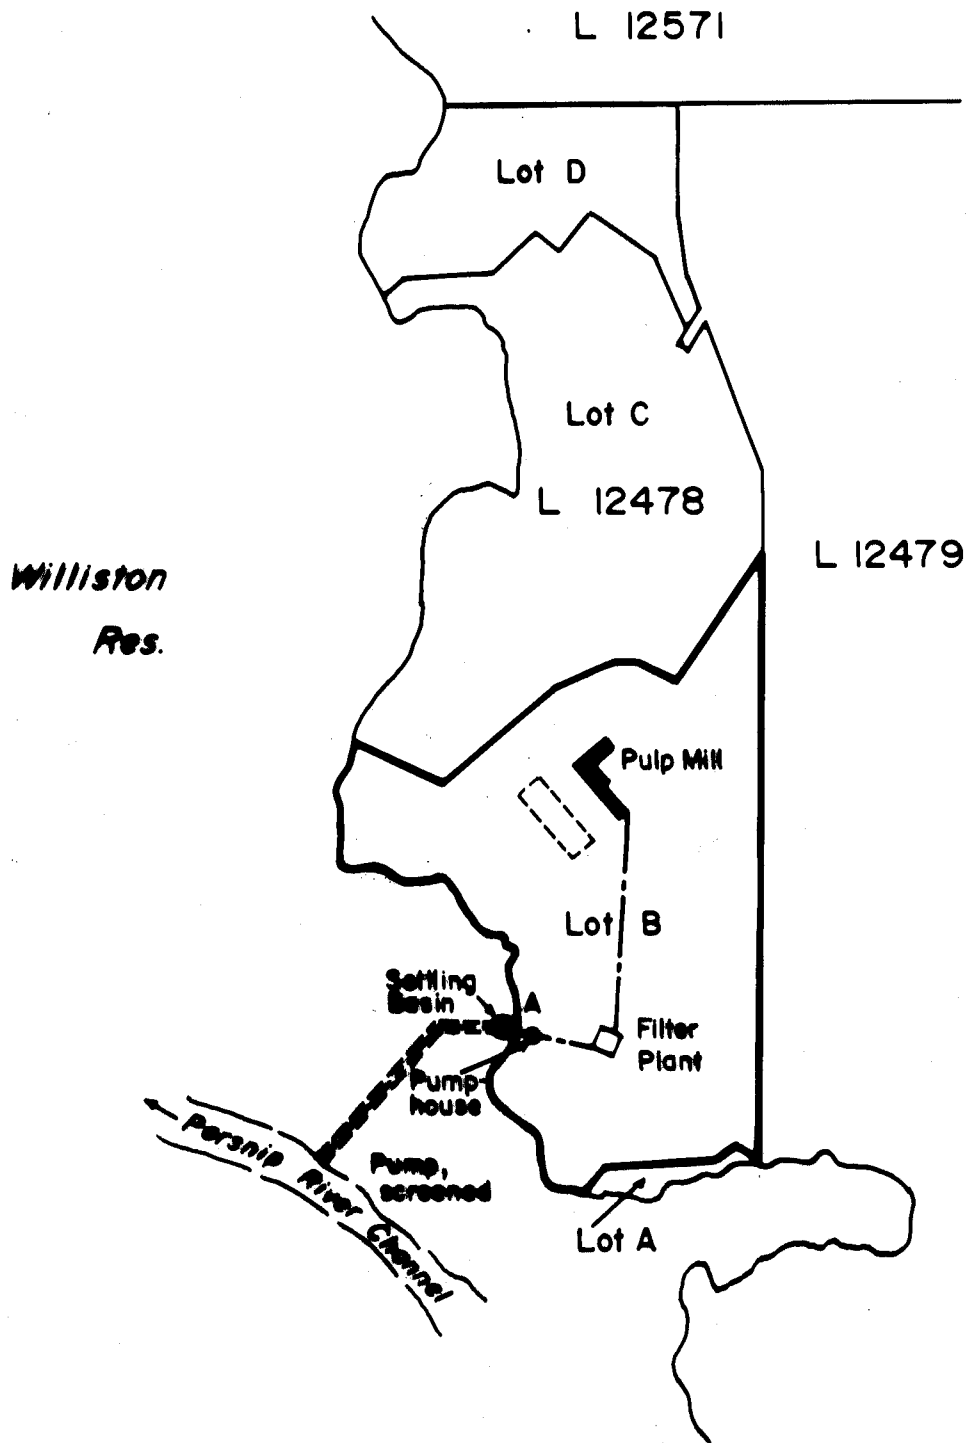 L 12571
Lot D
Lot C
L 12478
L 12479
Williston
Res.
Pulp Mill
Lot B
Settling
Basin
A
Filter
Plant
Pump-
house
Parsnip River Channel
Pump,
screened
Lot A